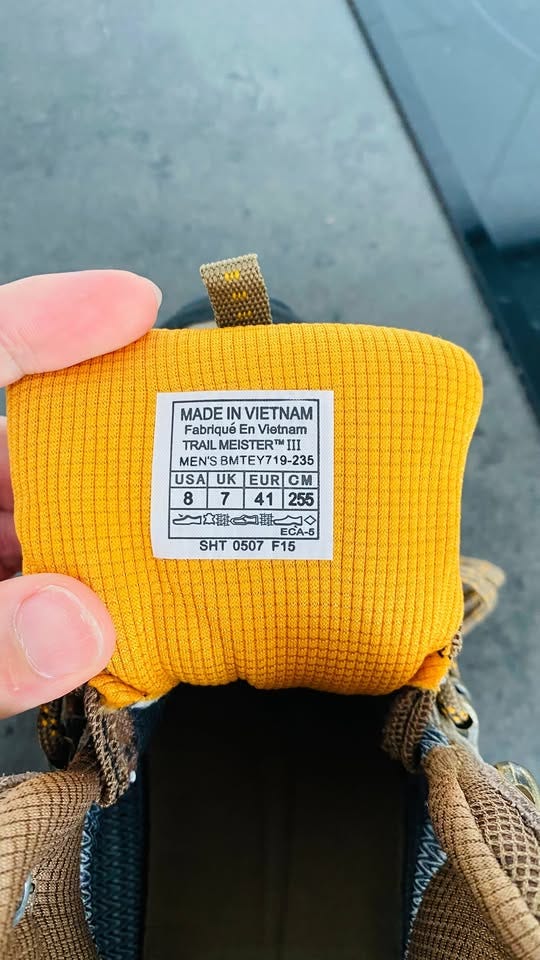 MADE IN VIETNAM
Fabriqué En Vietnam
TRAIL MEISTER™ III
MEN'S BMTEY719-235
USA UK EUR CM
8 7 41 255
ECA-5
SHT 0507 F15